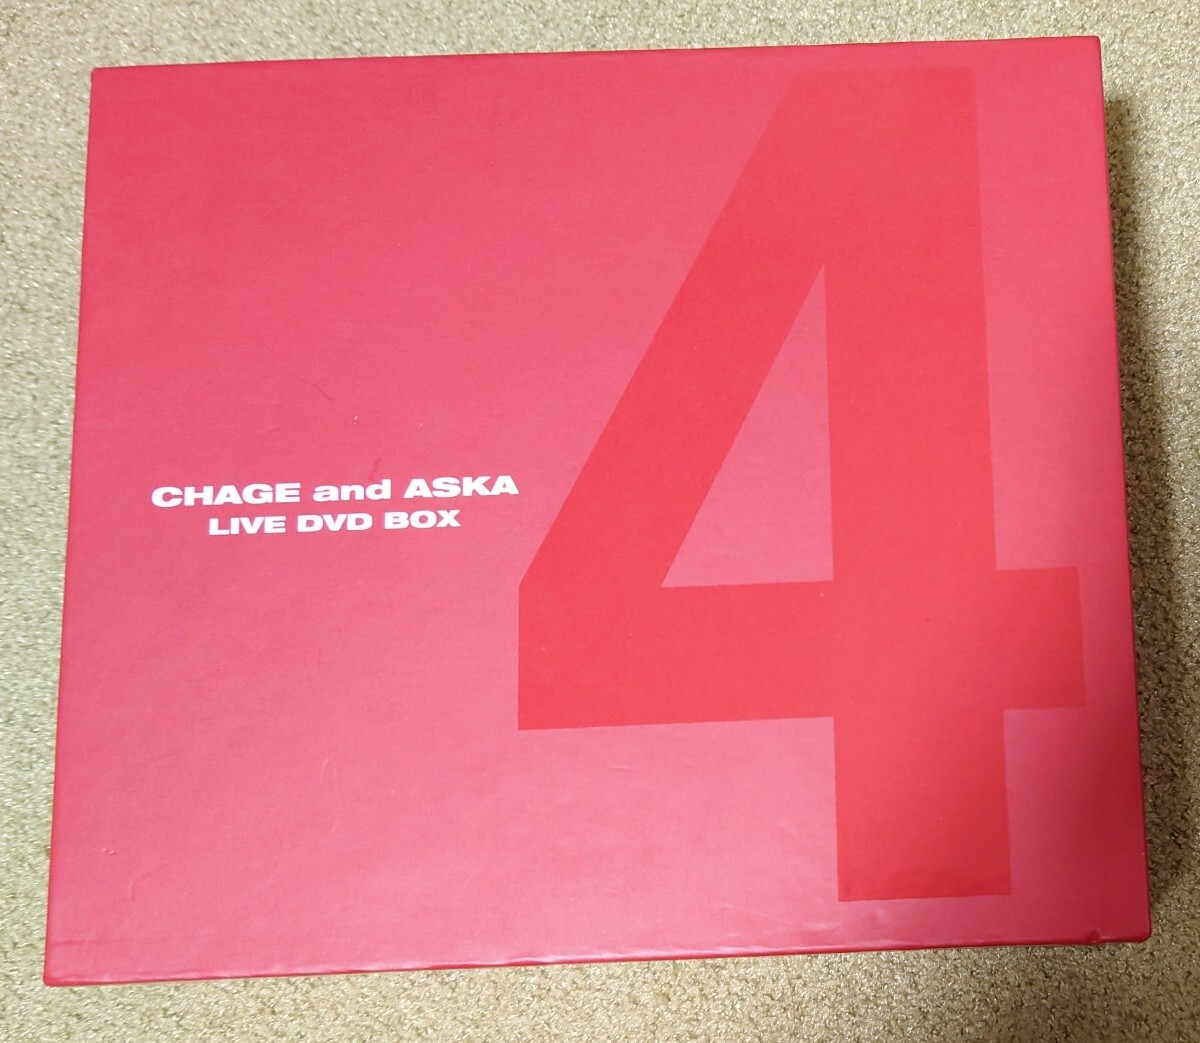 CHAGE and ASKA
LIVE DVD BOX
4